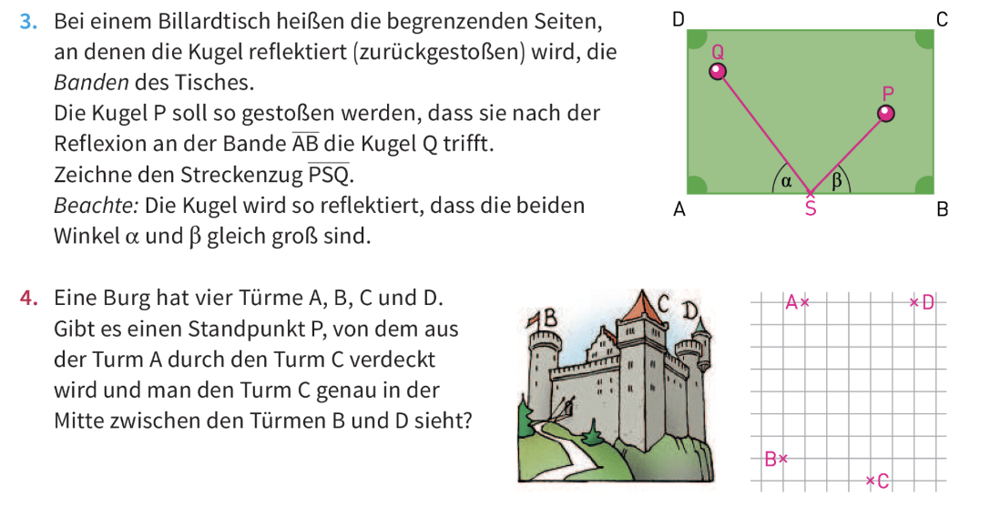 3. Bei einem Billardtisch heißen die begrenzenden Seiten,
an denen die Kugel reflektiert (zurückgestoßen) wird, die
Banden des Tisches.
Die Kugel P soll so gestoßen werden, dass sie nach der
Reflexion an der Bande A̅B̅ die Kugel Q trifft.
Zeichne den Streckenzug P̅S̅Q̅.
Beachte: Die Kugel wird so reflektiert, dass die beiden
Winkel α und β gleich groß sind.
D
C
Q
P
α
β
A
S
B
4. Eine Burg hat vier Türme A, B, C und D.
Gibt es einen Standpunkt P, von dem aus
der Turm A durch den Turm C verdeckt
wird und man den Turm C genau in der
Mitte zwischen den Türmen B und D sieht?
B
C
D
A
D
B
C